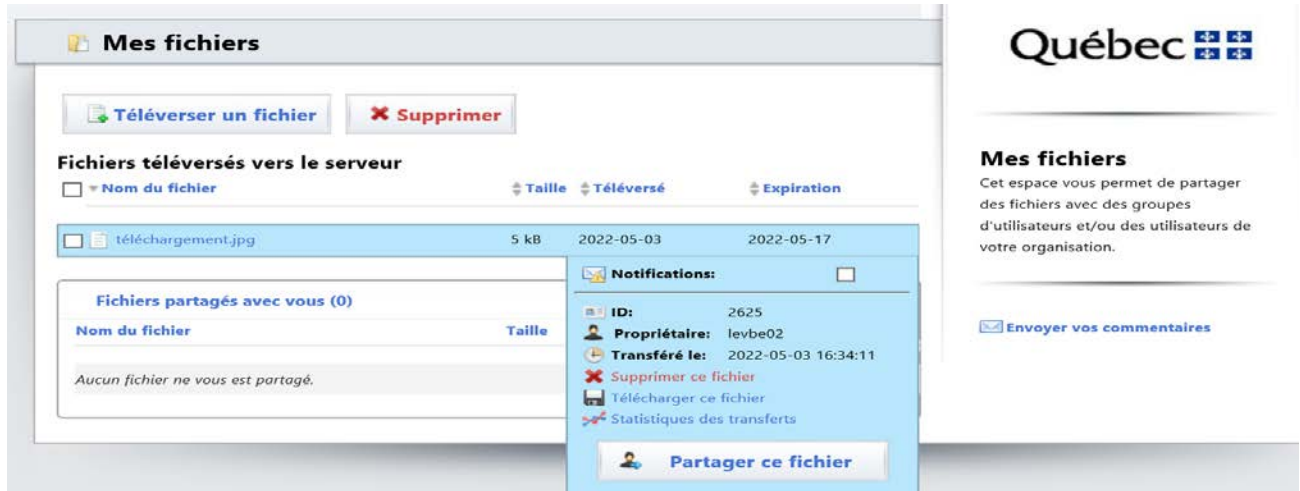 Mes fichiers
Téléverser un fichier
Supprimer
Fichiers téléversés vers le serveur
Nom du fichier Taille Téléversé Expiration
téléchargement.jpg 5 kB 2022-05-03 2022-05-17
Notifications:
ID: 2625
Propriétaire: levbe02
Transféré le: 2022-05-03 16:34:11
Supprimer ce fichier
Télécharger ce fichier
Statistiques des transferts
Partager ce fichier
Fichiers partagés avec vous (0)
Nom du fichier Taille
Aucun fichier ne vous est partagé.
Québec
Mes fichiers
Cet espace vous permet de partager
des fichiers avec des groupes
d'utilisateurs et/ou des utilisateurs de
votre organisation.
Envoyer vos commentaires